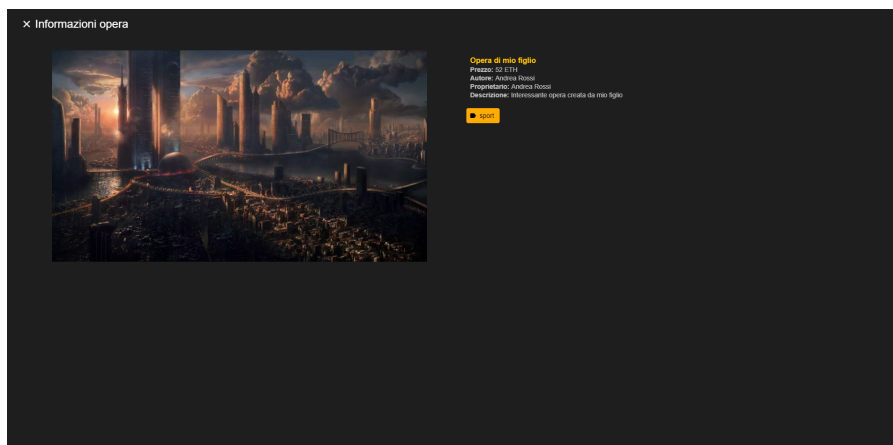 × Informazioni opera
Opera di mio figlio
Prezzo: 52 ETH
Autore: Andrea Rossi
Proprietario: Andrea Rossi
Descrizione: Interessante opera creata da mio figlio
sport